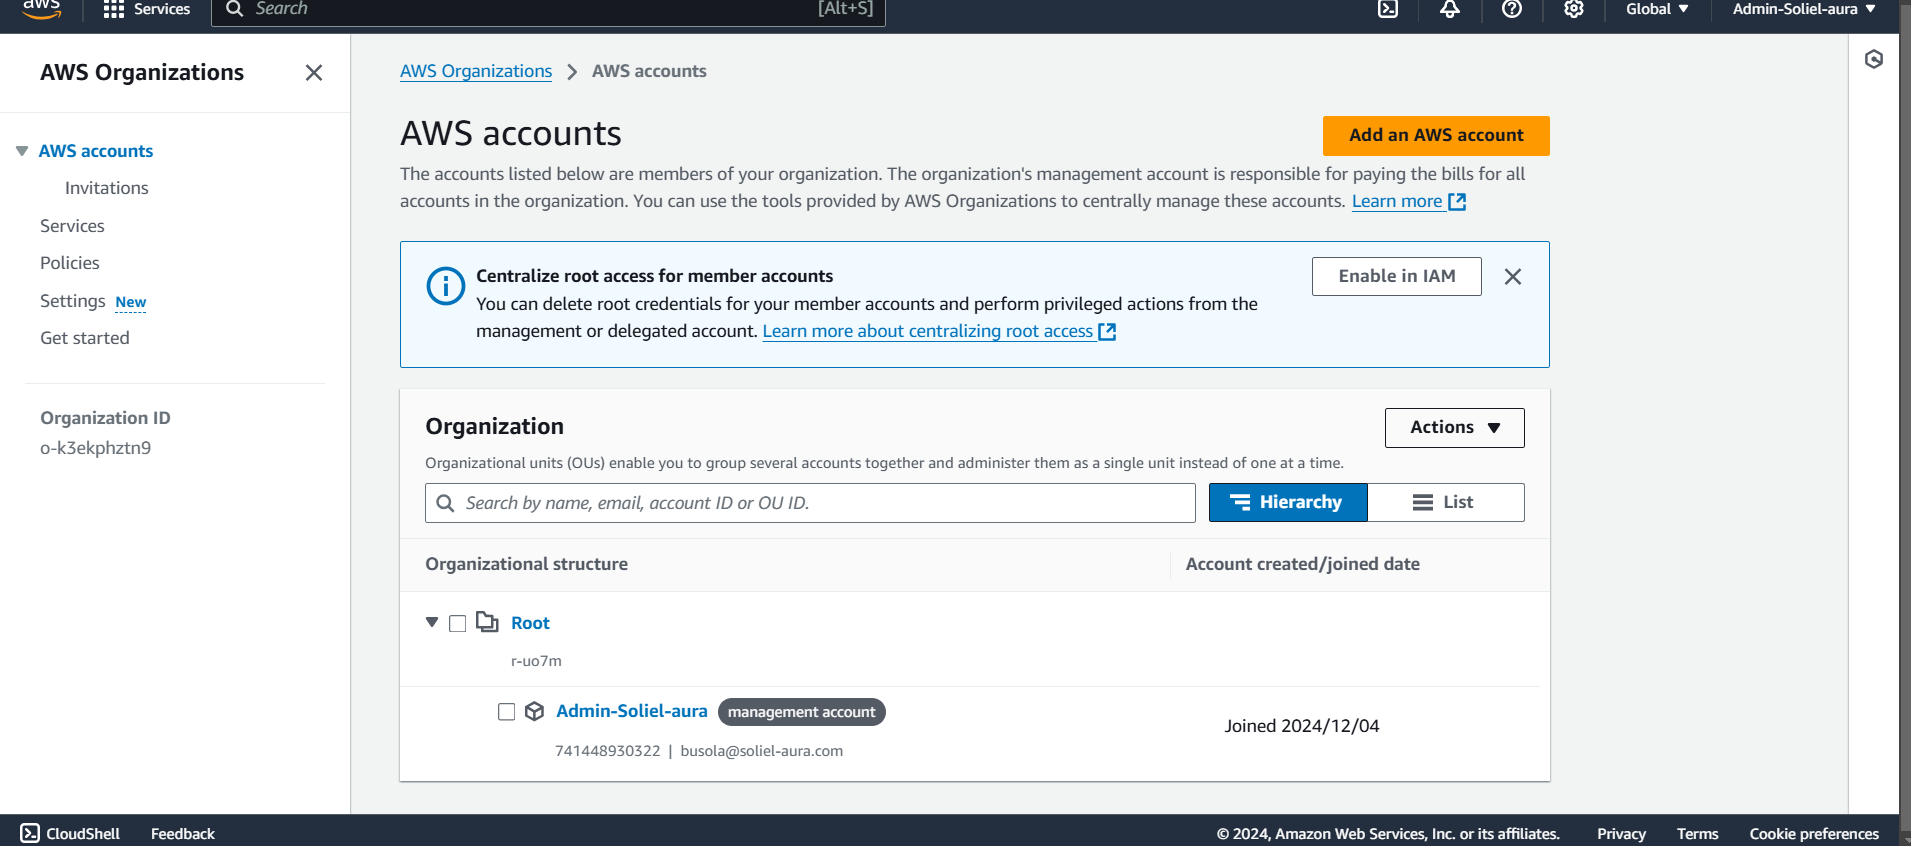 aws
Services
Search
[Alt+S]
Global
Admin-Soliel-aura
AWS Organizations
AWS accounts
Invitations
Services
Policies
Settings New
Get started
Organization ID
o-k3ekphztn9
AWS Organizations AWS accounts
AWS accounts
Add an AWS account
The accounts listed below are members of your organization. The organization's management account is responsible for paying the bills for all
accounts in the organization. You can use the tools provided by AWS Organizations to centrally manage these accounts. Learn more
Centralize root access for member accounts
You can delete root credentials for your member accounts and perform privileged actions from the
management or delegated account. Learn more about centralizing root access
Enable in IAM
Organization
Actions
Organizational units (OUs) enable you to group several accounts together and administer them as a single unit instead of one at a time.
Search by name, email, account ID or OU ID.
Hierarchy
List
Organizational structure
Account created/joined date
Root
r-uo7m
Admin-Soliel-aura management account
741448930322 | busola@soliel-aura.com
Joined 2024/12/04
CloudShell
Feedback
© 2024, Amazon Web Services, Inc. or its affiliates.
Privacy
Terms
Cookie preferences